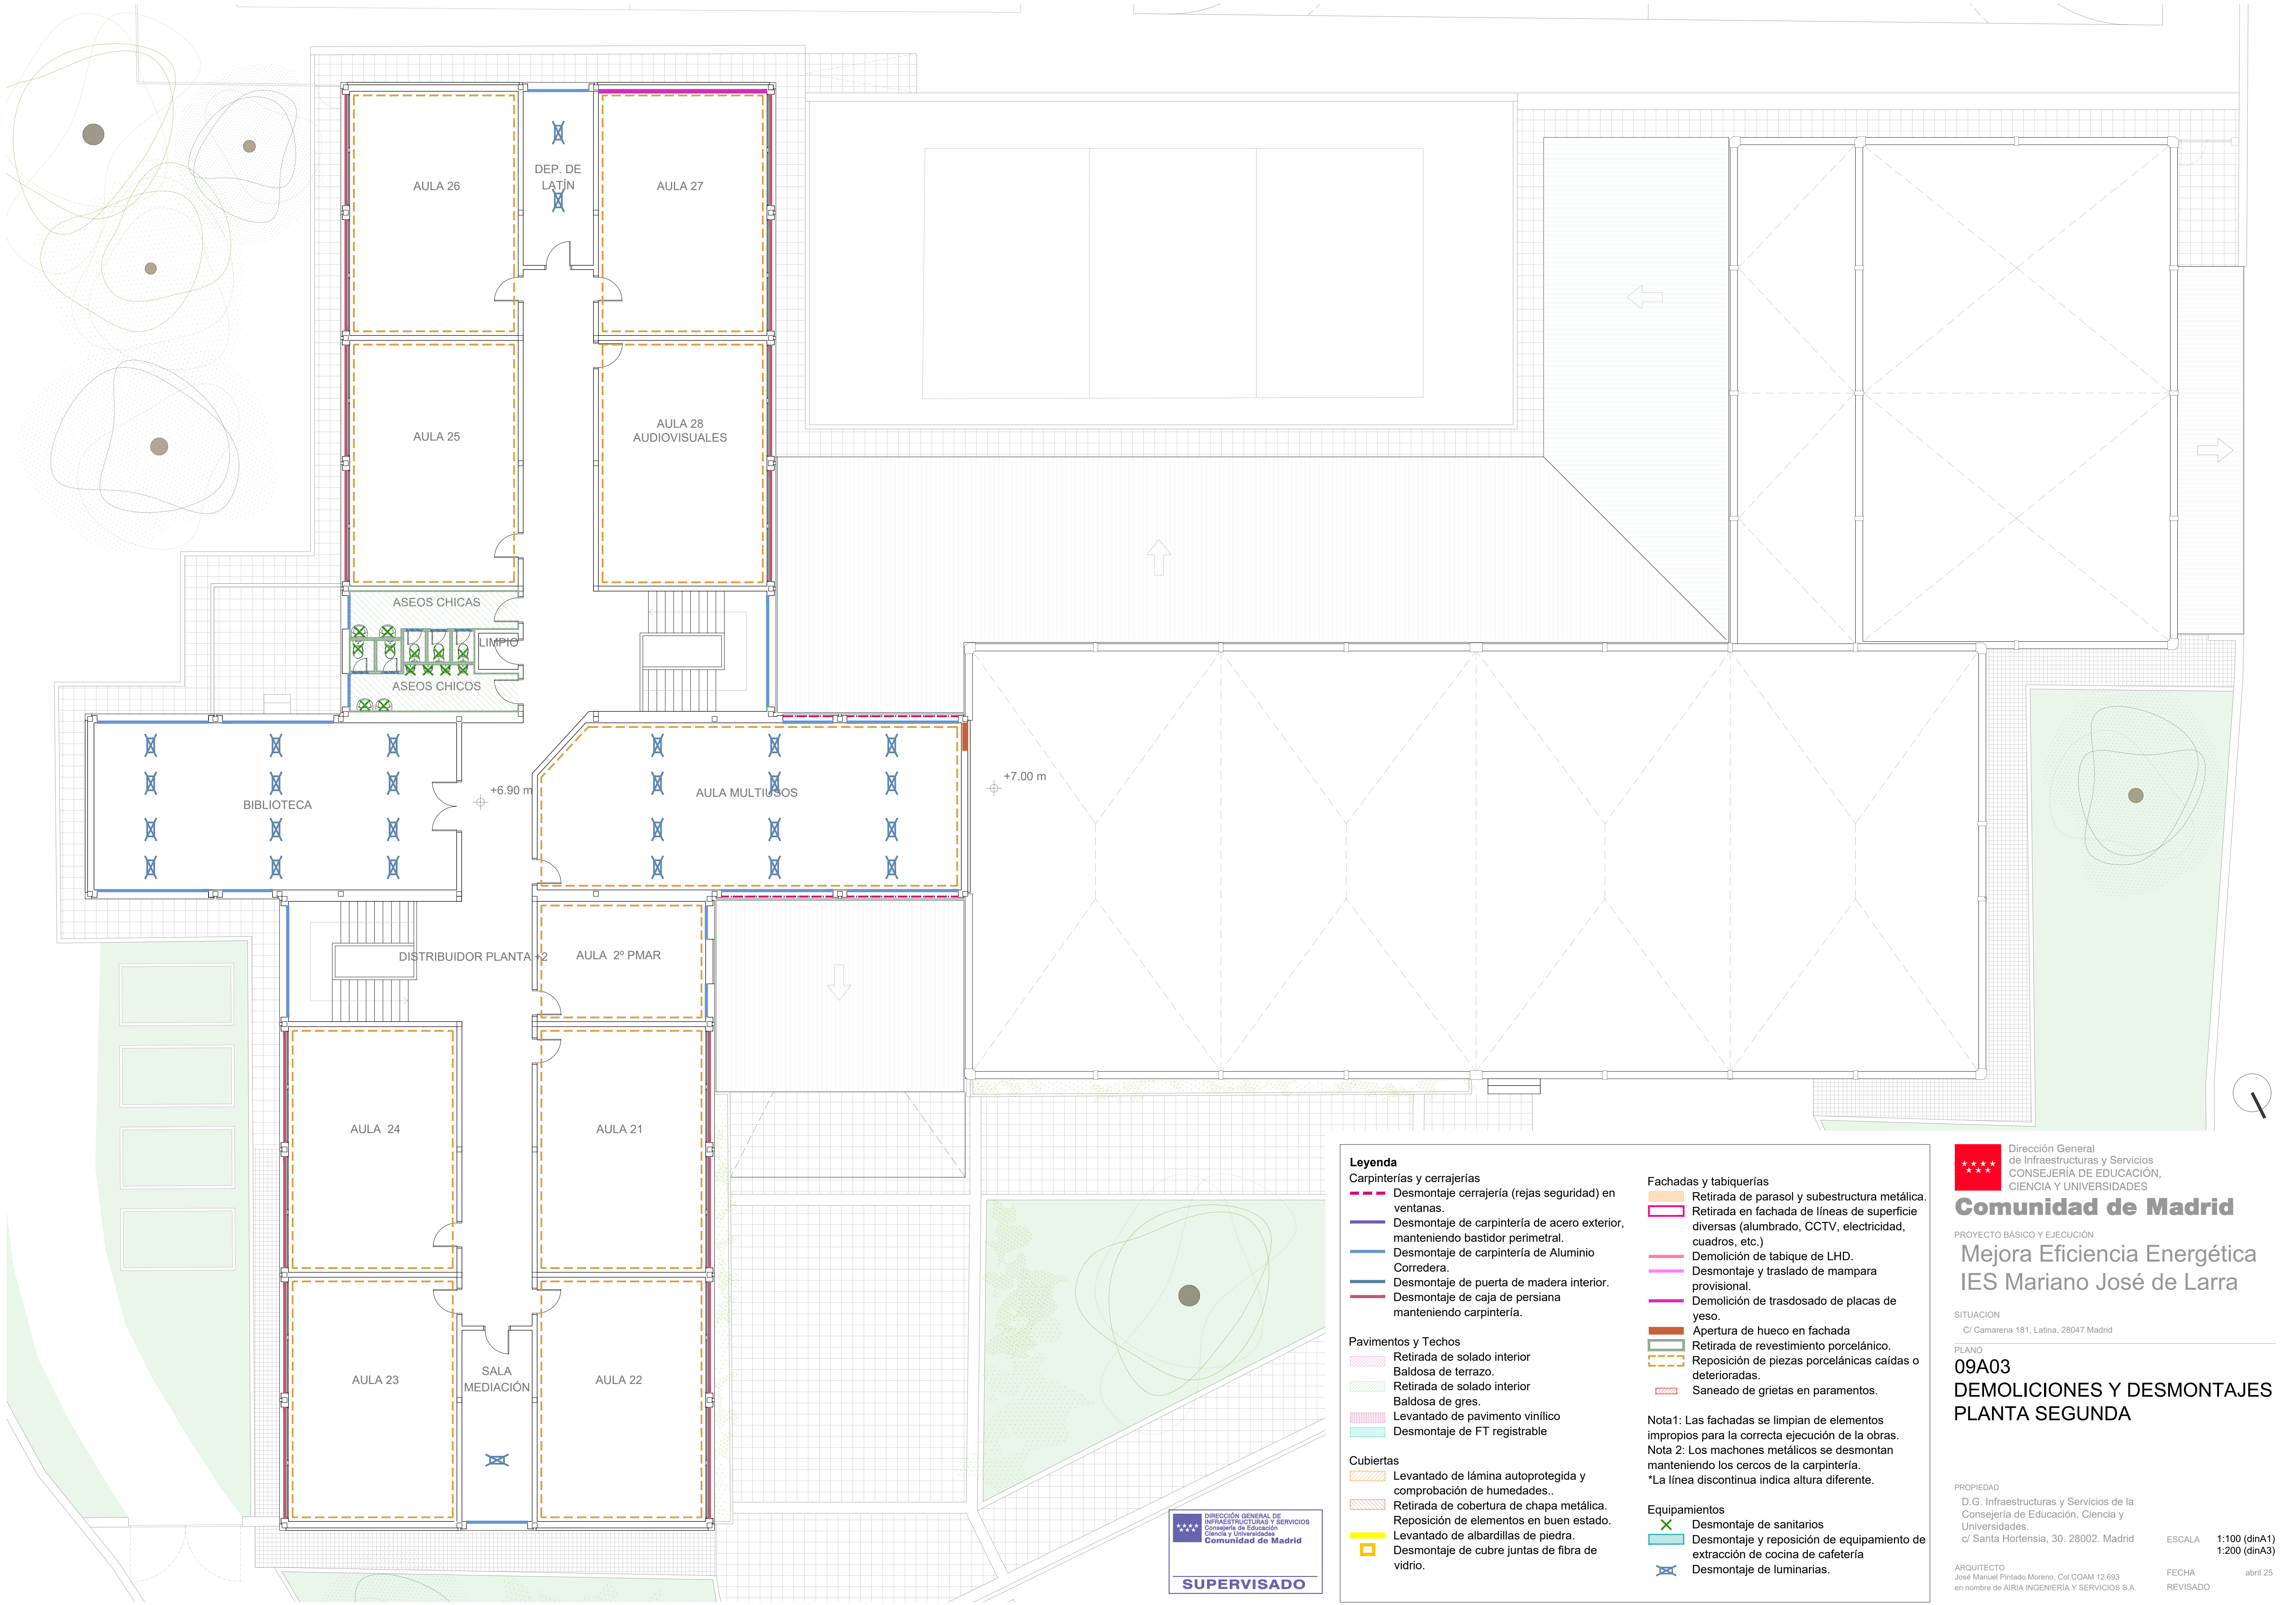 AULA 26
DEP. DE
LATÍN
AULA 27
AULA 25
AULA 28
AUDIOVISUALES
ASEOS CHICAS
LIMPIO
ASEOS CHICOS
+6.90 m
+7.00 m
BIBLIOTECA
AULA MULTIUSOS
DISTRIBUIDOR PLANTA +2
AULA 2º PMAR
AULA 24
AULA 21
AULA 23
SALA
MEDIACIÓN
AULA 22
DIRECCIÓN GENERAL DE
INFRAESTRUCTURAS Y SERVICIOS
Consejería de Educación
Ciencia y Universidades
Comunidad de Madrid
SUPERVISADO
Leyenda
Carpinterías y cerrajerías
Desmontaje cerrajería (rejas seguridad) en
ventanas.
Desmontaje de carpintería de acero exterior,
manteniendo bastidor perimetral.
Desmontaje de carpintería de Aluminio
Corredera.
Desmontaje de puerta de madera interior.
Desmontaje de caja de persiana
manteniendo carpintería.
Pavimentos y Techos
Retirada de solado interior
Baldosa de terrazo.
Retirada de solado interior
Baldosa de gres.
Levantado de pavimento vinílico
Desmontaje de FT registrable
Cubiertas
Levantado de lámina autoprotegida y
comprobación de humedades..
Retirada de cobertura de chapa metálica.
Reposición de elementos en buen estado.
Levantado de albardillas de piedra.
Desmontaje de cubre juntas de fibra de
vidrio.
Fachadas y tabiquerías
Retirada de parasol y subestructura metálica.
Retirada en fachada de líneas de superficie
diversas (alumbrado, CCTV, electricidad,
cuadros, etc.)
Demolición de tabique de LHD.
Desmontaje y traslado de mampara
provisional.
Demolición de trasdosado de placas de
yeso.
Apertura de hueco en fachada
Retirada de revestimiento porcelánico.
Reposición de piezas porcelánicas caídas o
deterioradas.
Saneado de grietas en paramentos.
Nota1: Las fachadas se limpian de elementos
impropios para la correcta ejecución de la obras.
Nota 2: Los machones metálicos se desmontan
manteniendo los cercos de la carpintería.
*La línea discontinua indica altura diferente.
Equipamientos
Desmontaje de sanitarios
Desmontaje y reposición de equipamiento de
extracción de cocina de cafetería
Desmontaje de luminarias.
Dirección General
de Infraestructuras y Servicios
CONSEJERÍA DE EDUCACIÓN,
CIENCIA Y UNIVERSIDADES
Comunidad de Madrid
PROYECTO BÁSICO Y EJECUCIÓN
Mejora Eficiencia Energética
IES Mariano José de Larra
SITUACION
C/ Camarena 181, Latina, 28047 Madrid
PLANO
09A03
DEMOLICIONES Y DESMONTAJES
PLANTA SEGUNDA
PROPIEDAD
D.G. Infraestructuras y Servicios de la
Consejería de Educación, Ciencia y
Universidades.
c/ Santa Hortensia, 30. 28002. Madrid
ESCALA 1:100 (dinA1)
1:200 (dinA3)
ARQUITECTO
José Manuel Pintado Moreno, Col COAM 12.693
en nombre de AIRIA INGENIERÍA Y SERVICIOS S.A.
FECHA abril 25
REVISADO